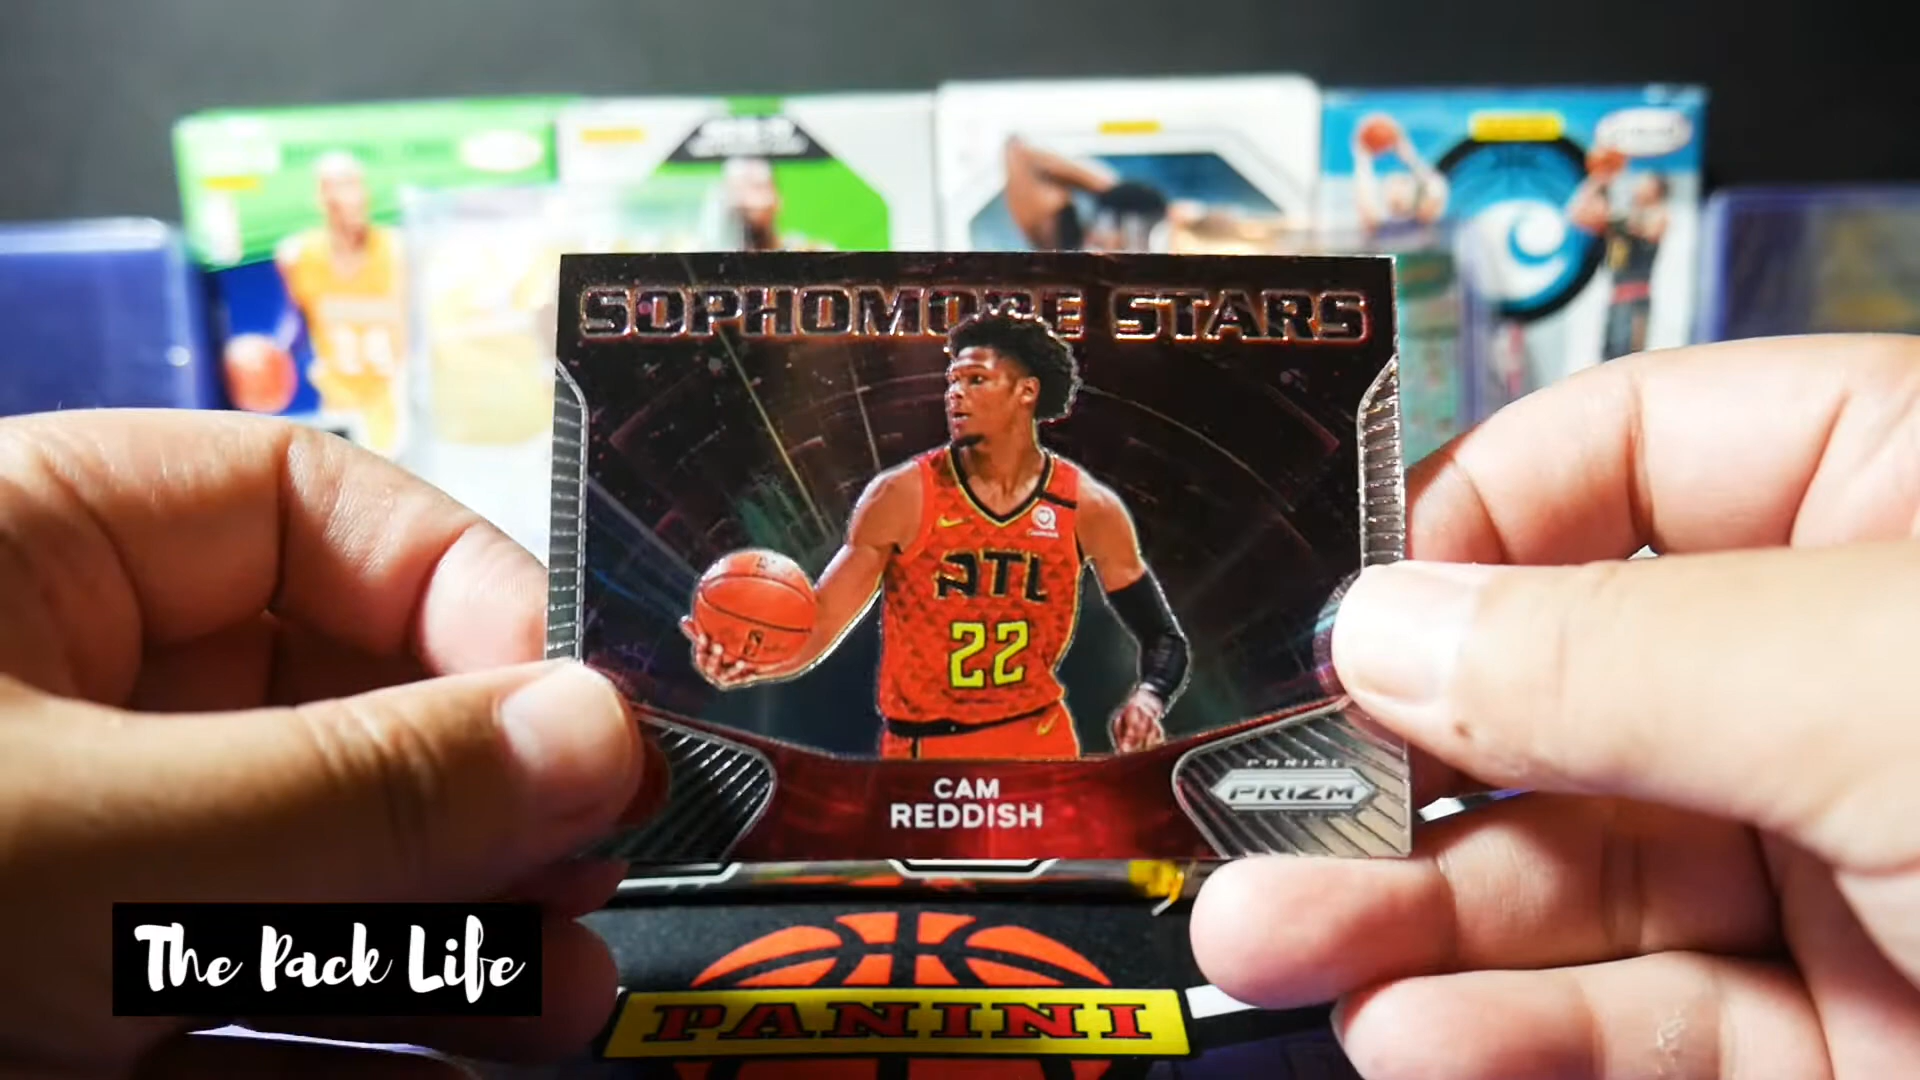 SOPHOMORE STARS
ATL
22
CAM
REDDISH
PANINI
PRIZM
The Pack Life
PANINI